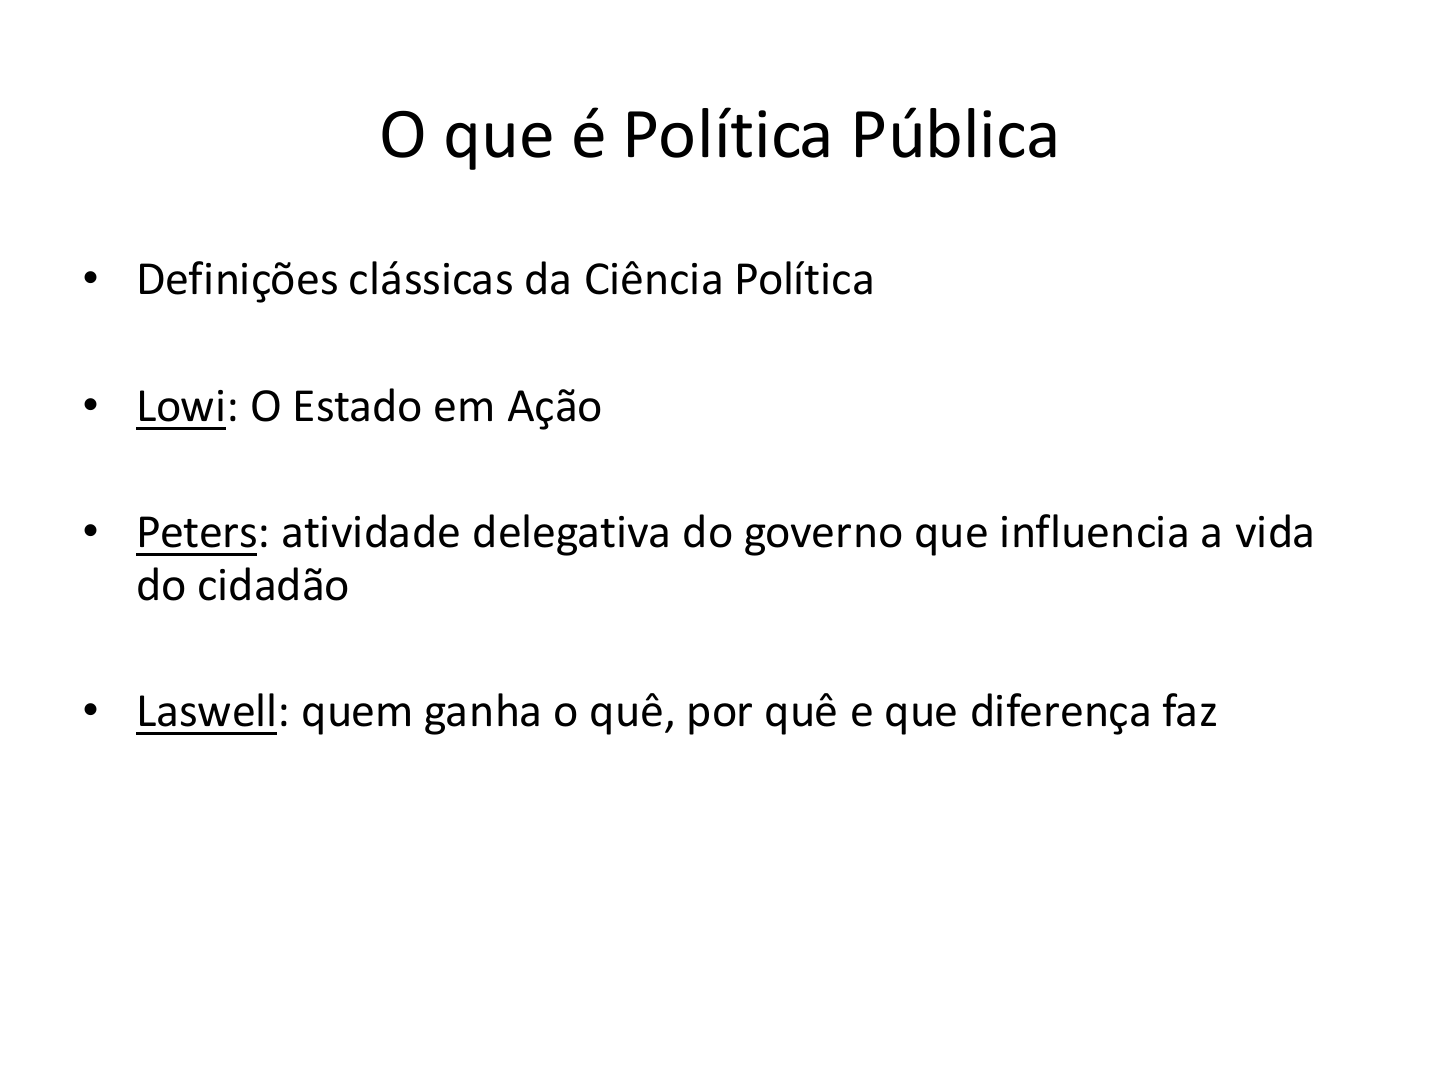 O que é Política Pública
• Definições clássicas da Ciência Política
• Lowi: O Estado em Ação
• Peters: atividade delegativa do governo que influencia a vida
do cidadão
• Laswell: quem ganha o quê, por quê e que diferença faz